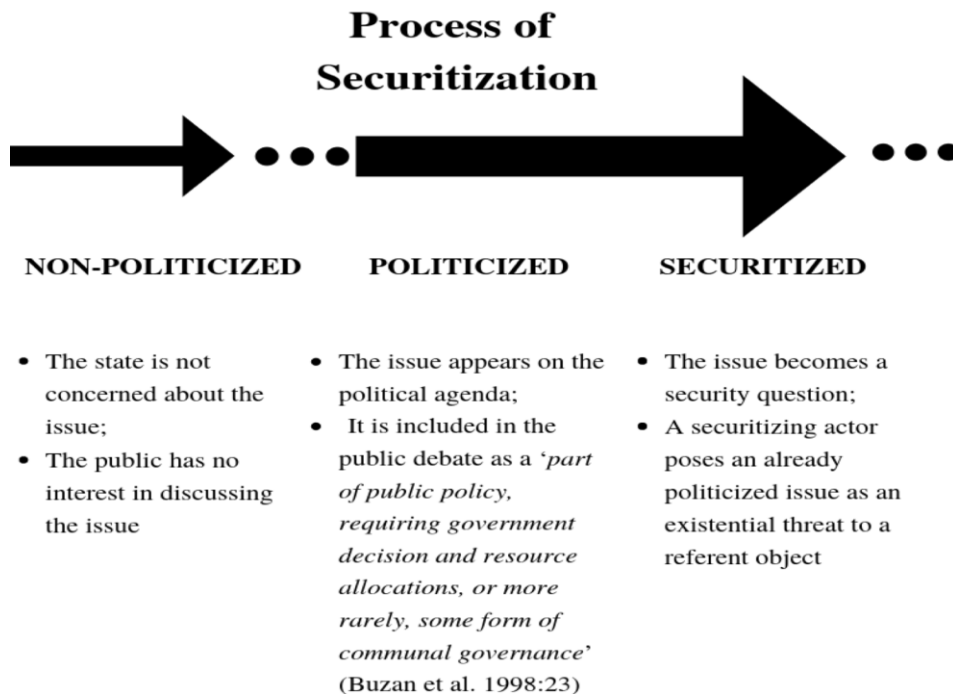 Process of
Securitization
NON-POLITICIZED
POLITICIZED
SECURITIZED
• The state is not
concerned about the
issue;
• The public has no
interest in discussing
the issue
• The issue appears on the
political agenda;
• It is included in the
public debate as a ‘part
of public policy,
requiring government
decision and resource
allocations, or more
rarely, some form of
communal governance’
(Buzan et al. 1998:23)
• The issue becomes a
security question;
• A securitizing actor
poses an already
politicized issue as an
existential threat to a
referent object